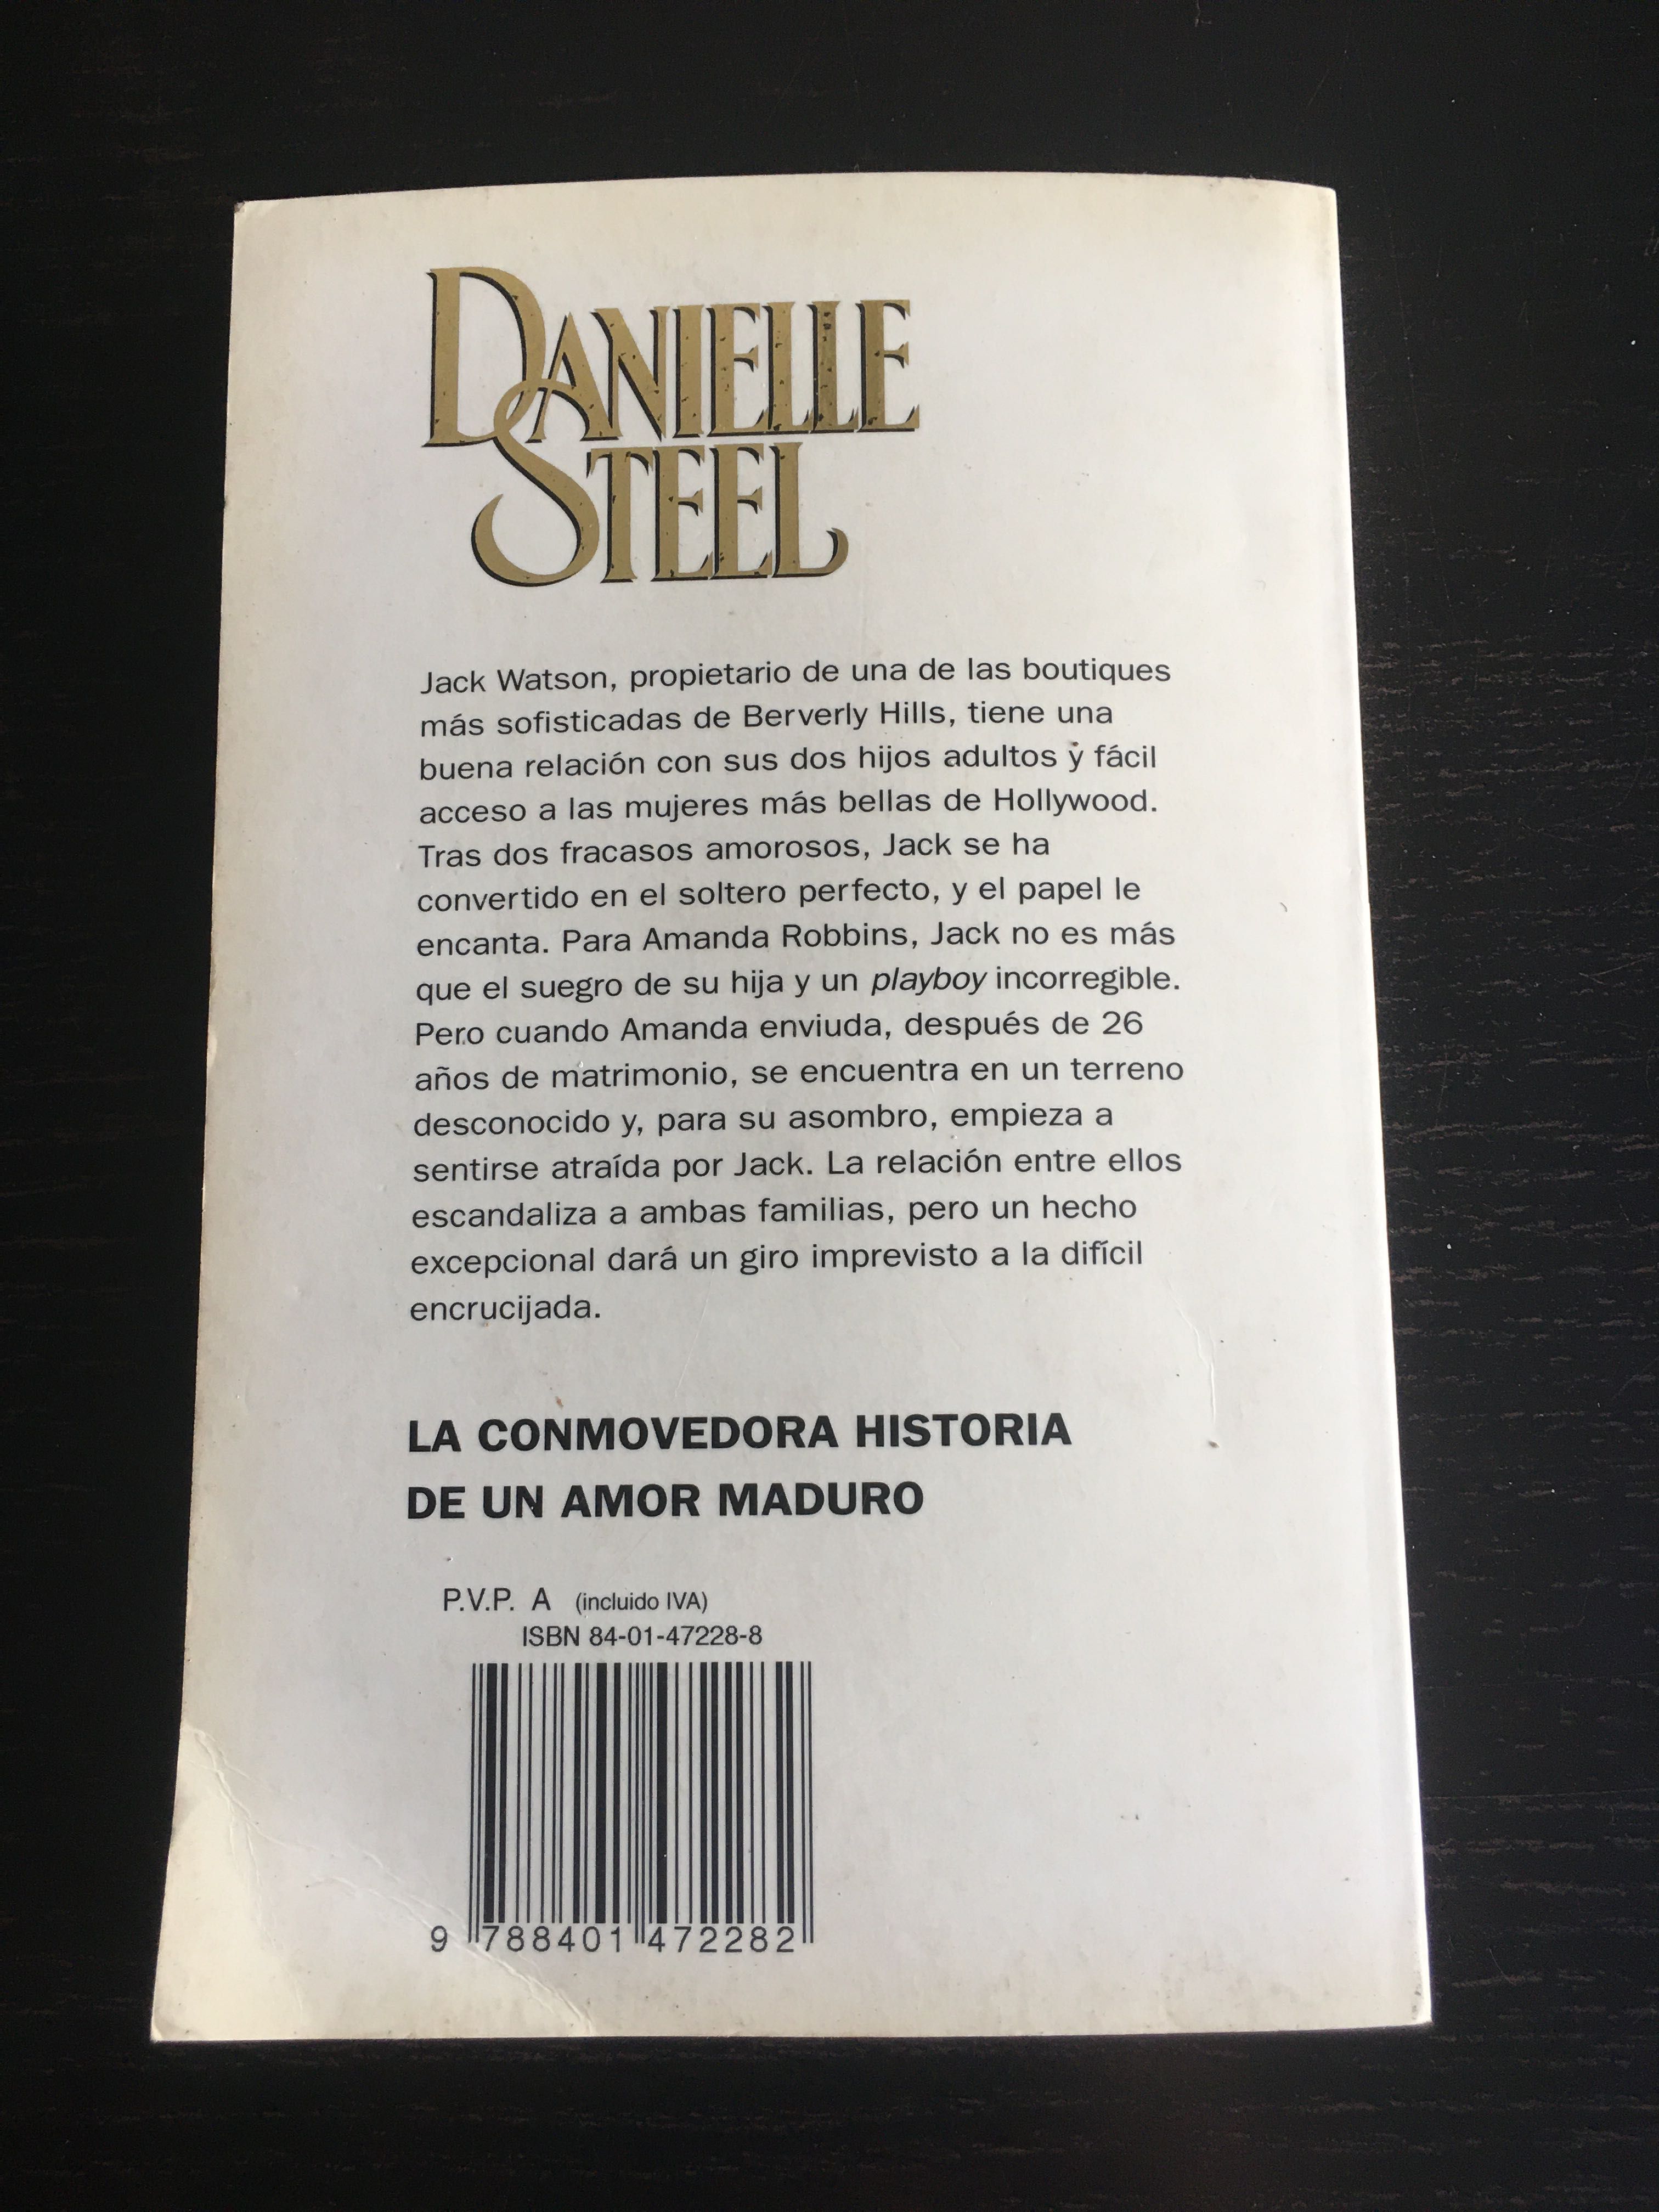 DANIELLE
STEEL
Jack Watson, propietario de una de las boutiques
más sofisticadas de Berverly Hills, tiene una
buena relación con sus dos hijos adultos y fácil
acceso a las mujeres más bellas de Hollywood.
Tras dos fracasos amorosos, Jack se ha
convertido en el soltero perfecto, y el papel le
encanta. Para Amanda Robbins, Jack no es más
que el suegro de su hija y un playboy incorregible.
Pero cuando Amanda enviuda, después de 26
años de matrimonio, se encuentra en un terreno
desconocido y, para su asombro, empieza a
sentirse atraída por Jack. La relación entre ellos
escandaliza a ambas familias, pero un hecho
excepcional dará un giro imprevisto a la difícil
encrucijada.
LA CONMOVEDORA HISTORIA
DE UN AMOR MADURO
P.V.P. A (incluido IVA)
ISBN 84-01-47228-8
9 788401 472282